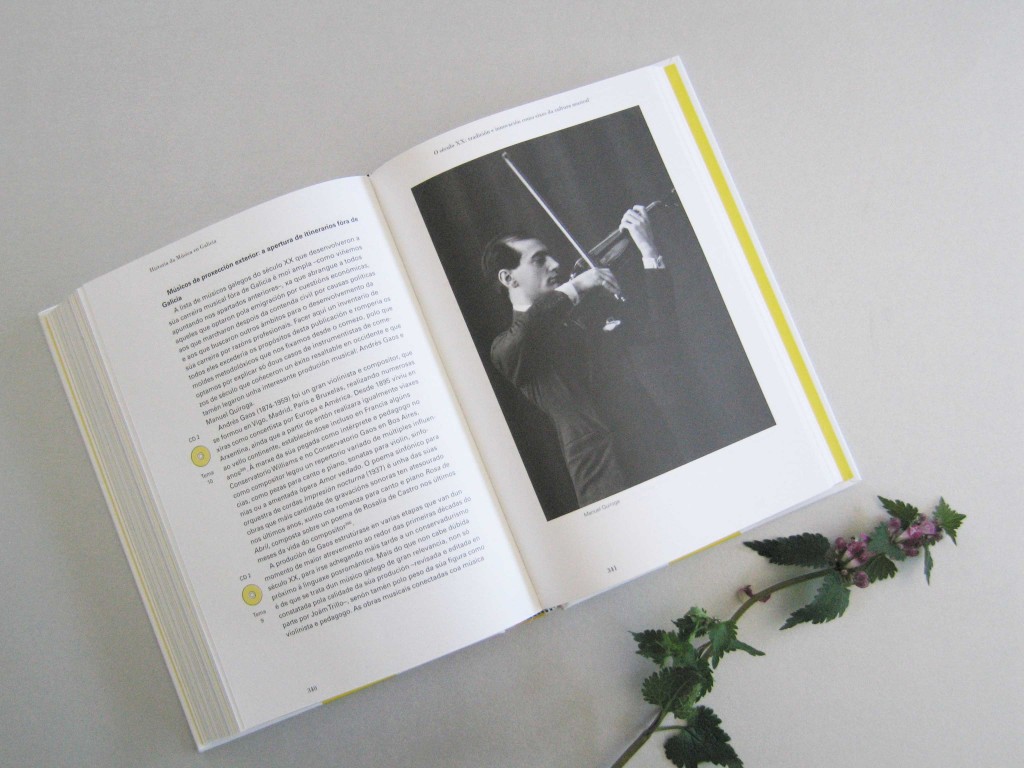 Historia da Música en Galicia
Músicos de proxección exterior: a apertura de itinerarios fóra de
Galicia
A lista de músicos galegos do século XX que desenvolveron a
súa carreira musical fóra de Galicia é moi ampla –como viñemos
apuntando nos apartados anteriores–, xa que abrangue a todos
aqueles que optaron pola emigración por cuestións económicas,
aos que marcharon despois da contenda civil por causas políticas
e aos que buscaron outros ámbitos para o desenvolvemento da
súa carreira por razóns profesionais. Facer aquí un inventario de
todos eles excedería os propósitos desta publicación e rompería os
moldes metodolóxicos que nos fixamos desde o comezo, polo que
optamos por explicar só dous casos de instrumentistas de come-
zos de século que coñeceron un éxito resaltable en occidente e que
tamén legaron unha interesante produción musical: Andrés Gaos e
Manuel Quiroga.
Andrés Gaos (1874-1959) foi un gran violinista e compositor, que
se formou en Vigo, Madrid, París e Bruxelas, realizando numerosas
xiras como concertista por Europa e América. Desde 1895 viviu en
Arxentina, aínda que a partir de entón realizara igualmente viaxes
ao vello continente, establecéndose incluso en Francia algúns
anos. A marxe da súa pegada como intérprete e pedagogo no
Conservatorio Williams e no Conservatorio Gaos en Bos Aires,
como compositor legou un repertorio variado de múltiples influen-
cias, como pezas para canto e piano, sonatas para violín, sinfo-
nías ou a amentada ópera Amor vedado. O poema sinfónico para
orquestra de cordas Impresión nocturna (1937) é unha das súas
obras que máis cantidade de gravacións sonoras ten atesourado
nos últimos anos, xunto coa romanza para canto e piano Rosa de
Abril, composta sobre un poema de Rosalía de Castro nos últimos
meses da vida do compositor.
A produción de Gaos estrutúrase en varias etapas que van dun
momento de maior atrevemento ao redor das primeiras décadas do
século XX, para irse achegando máis tarde a un conservadurismo
próximo á linguaxe posromántica. Mais do que non cabe dúbida
é de que se trata dun músico galego de gran relevancia, non só
constatada pola calidade da súa produción –revisada e editada en
parte por Joám Trillo–, senón tamén polo peso da súa figura como
violinista e pedagogo. As obras musicais conectadas coa música
CD 2
Tema
10
CD 2
Tema
9
340
O século XX: tradición e innovación como eixes da cultura musical
Manuel Quiroga
341